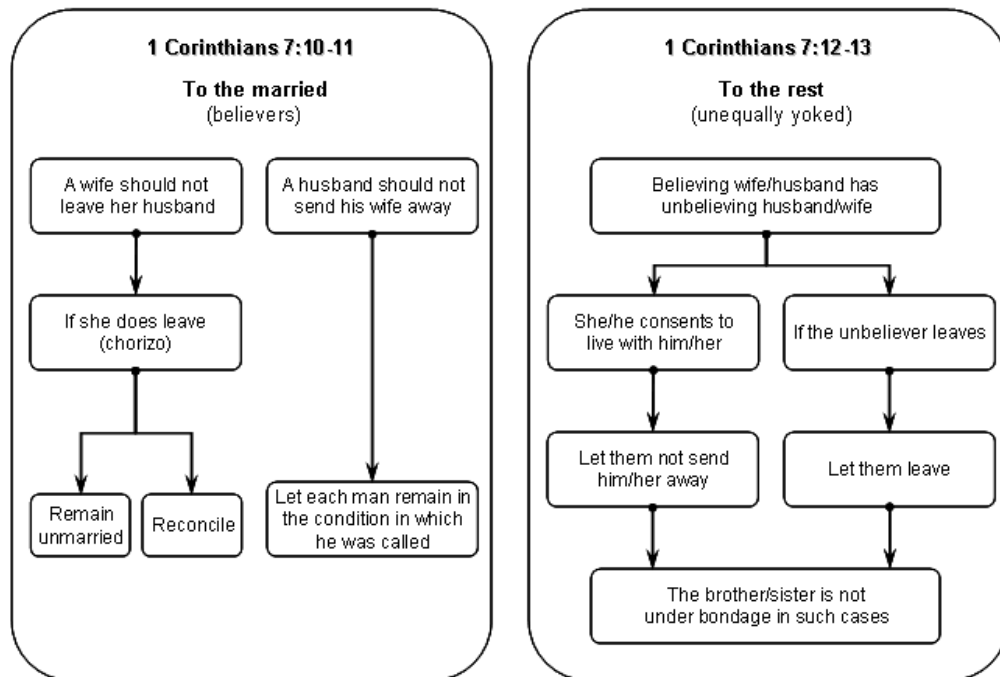 1 Corinthians 7:10-11
To the married
(believers)
A wife should not
leave her husband
A husband should not
send his wife away
If she does leave
(chorizo)
Remain
unmarried
Reconcile
Let each man remain in
the condition in which
he was called
1 Corinthians 7:12-13
To the rest
(unequally yoked)
Believing wife/husband has
unbelieving husband/wife
She/he consents to
live with him/her
If the unbeliever leaves
Let them not send
him/her away
Let them leave
The brother/sister is not
under bondage in such cases